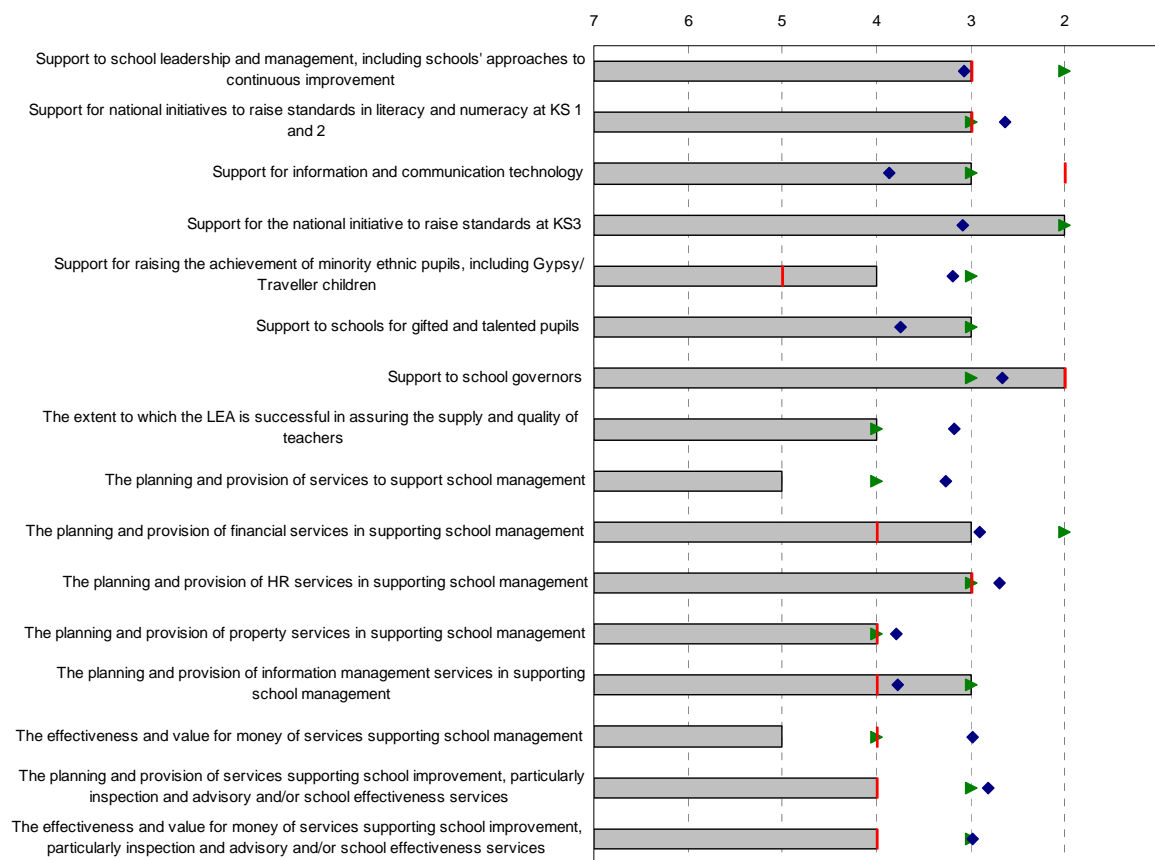 7 6 5 4 3 2
Support to school leadership and management, including schools' approaches to
continuous improvement
Support for national initiatives to raise standards in literacy and numeracy at KS 1
and 2
Support for information and communication technology
Support for the national initiative to raise standards at KS3
Support for raising the achievement of minority ethnic pupils, including Gypsy/
Traveller children
Support to schools for gifted and talented pupils
Support to school governors
The extent to which the LEA is successful in assuring the supply and quality of
teachers
The planning and provision of services to support school management
The planning and provision of financial services in supporting school management
The planning and provision of HR services in supporting school management
The planning and provision of property services in supporting school management
The planning and provision of information management services in supporting
school management
The effectiveness and value for money of services supporting school management
The planning and provision of services supporting school improvement, particularly
inspection and advisory and/or school effectiveness services
The effectiveness and value for money of services supporting school improvement,
particularly inspection and advisory and/or school effectiveness services